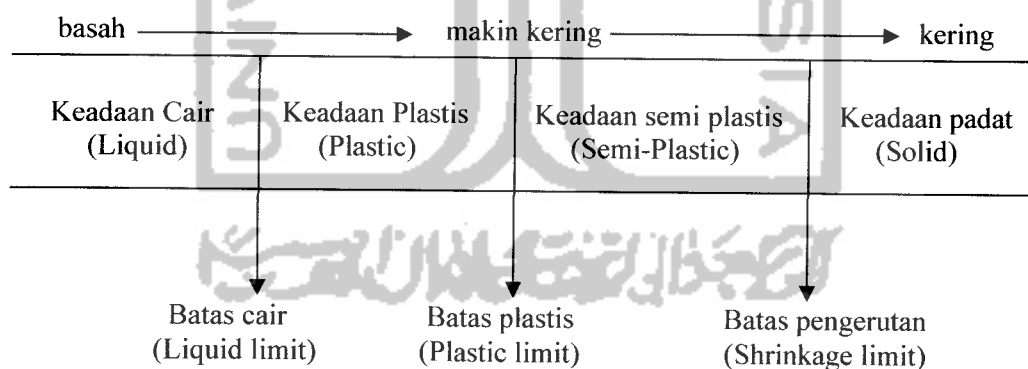 basah makin kering kering
Keadaan Cair Keadaan Plastis Keadaan semi plastis Keadaan padat
(Liquid) (Plastic) (Semi-Plastic) (Solid)
Batas cair Batas plastis Batas pengerutan
(Liquid limit) (Plastic limit) (Shrinkage limit)